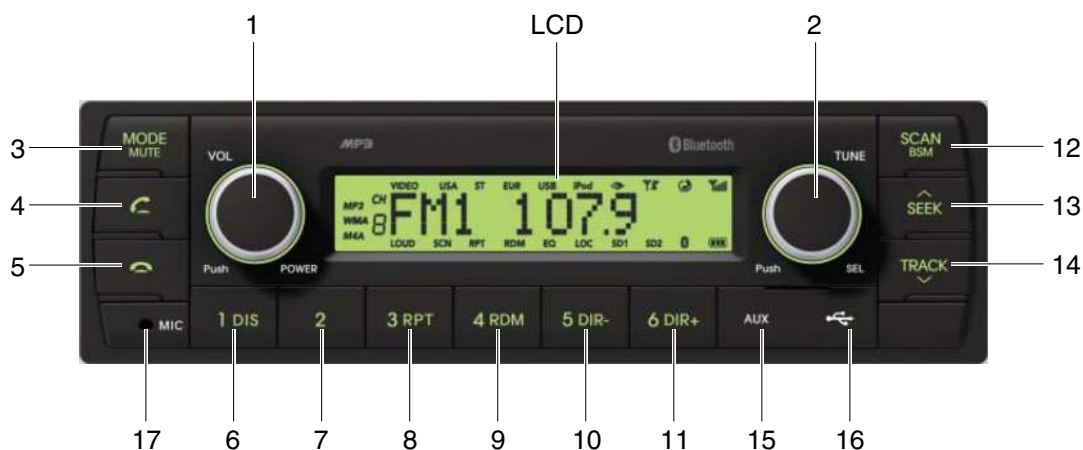 1 LCD 2
3 MODE MUTE
VOL
MP3
Bluetooth
TUNE
SCAN BSM 12
4
5
VIDEO USA ST EUR USB iPod
MP3 CH
WMA 8 FM1 107.9
M4A
LOUD SCN RPT RDM EQ LOC SD1 SD2
SEEK 13
TRACK 14
Push POWER
Push SEL
MIC
1 DIS 2 3 RPT 4 RDM 5 DIR- 6 DIR+ AUX
17 6 7 8 9 10 11 15 16